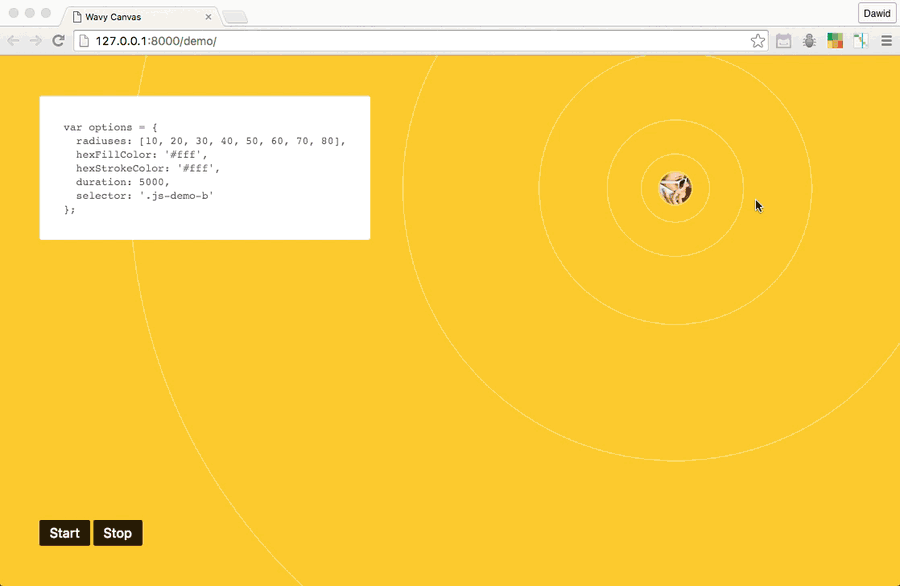 Wavy Canvas
Dawid
127.0.0.1:8000/demo/
var options = {
  radiuses: [10, 20, 30, 40, 50, 60, 70, 80],
  hexFillColor: '#fff',
  hexStrokeColor: '#fff',
  duration: 5000,
  selector: '.js-demo-b'
};
Start Stop